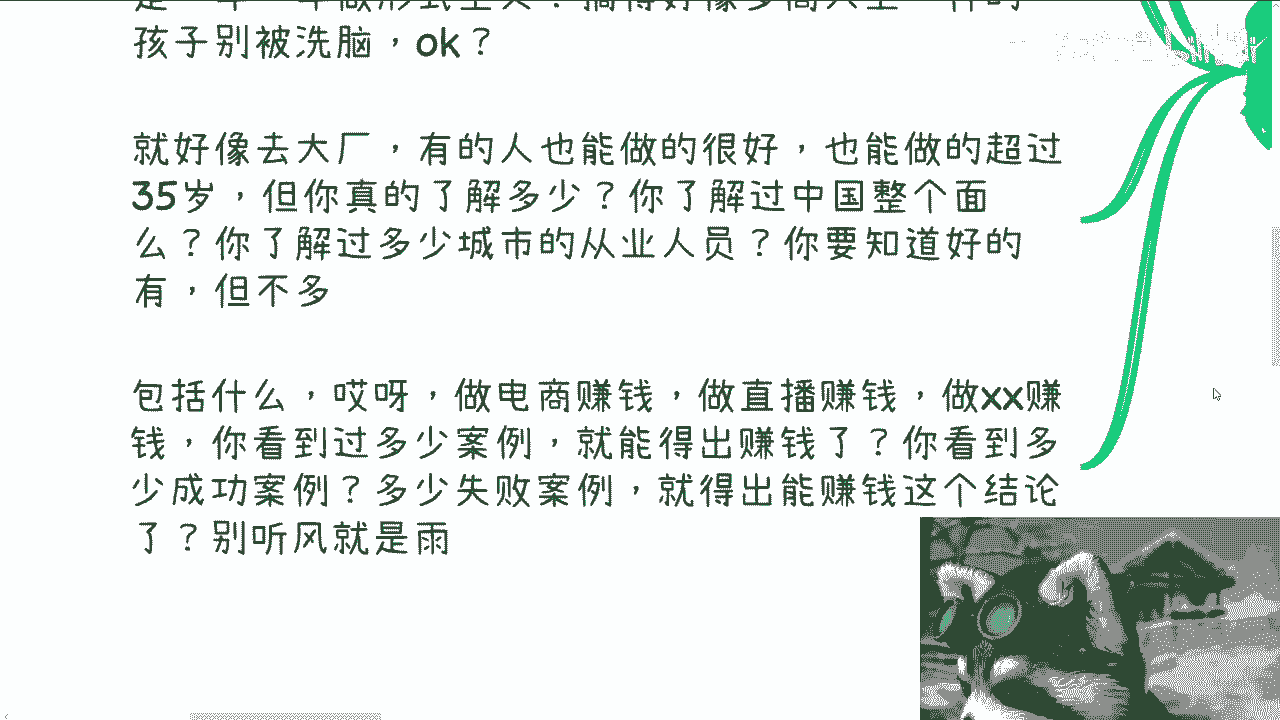 孩子别被洗脑，ok？
就好像去大厂，有的人也能做的很好，也能做的超过
35岁，但你真的了解多少？你了解过中国整个面
么？你了解过多少城市的从业人员？你要知道好的
有，但不多
包括什么，哎呀，做电商赚钱，做直播赚钱，做xx赚
钱，你看到过多少案例，就能得出赚钱了？你看到多
少成功案例？多少失败案例，就得出能赚钱这个结论
了？别听风就是雨